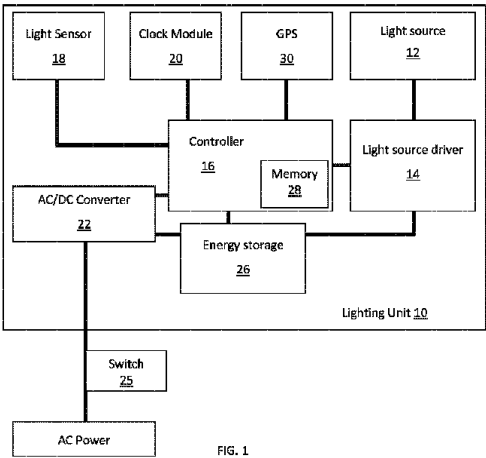 Light Sensor
18
Clock Module
20
GPS
30
Light source
12
Controller
16
Memory
28
Light source driver
14
AC/DC Converter
22
Energy storage
26
Lighting Unit 10
Switch
25
AC Power
FIG. 1